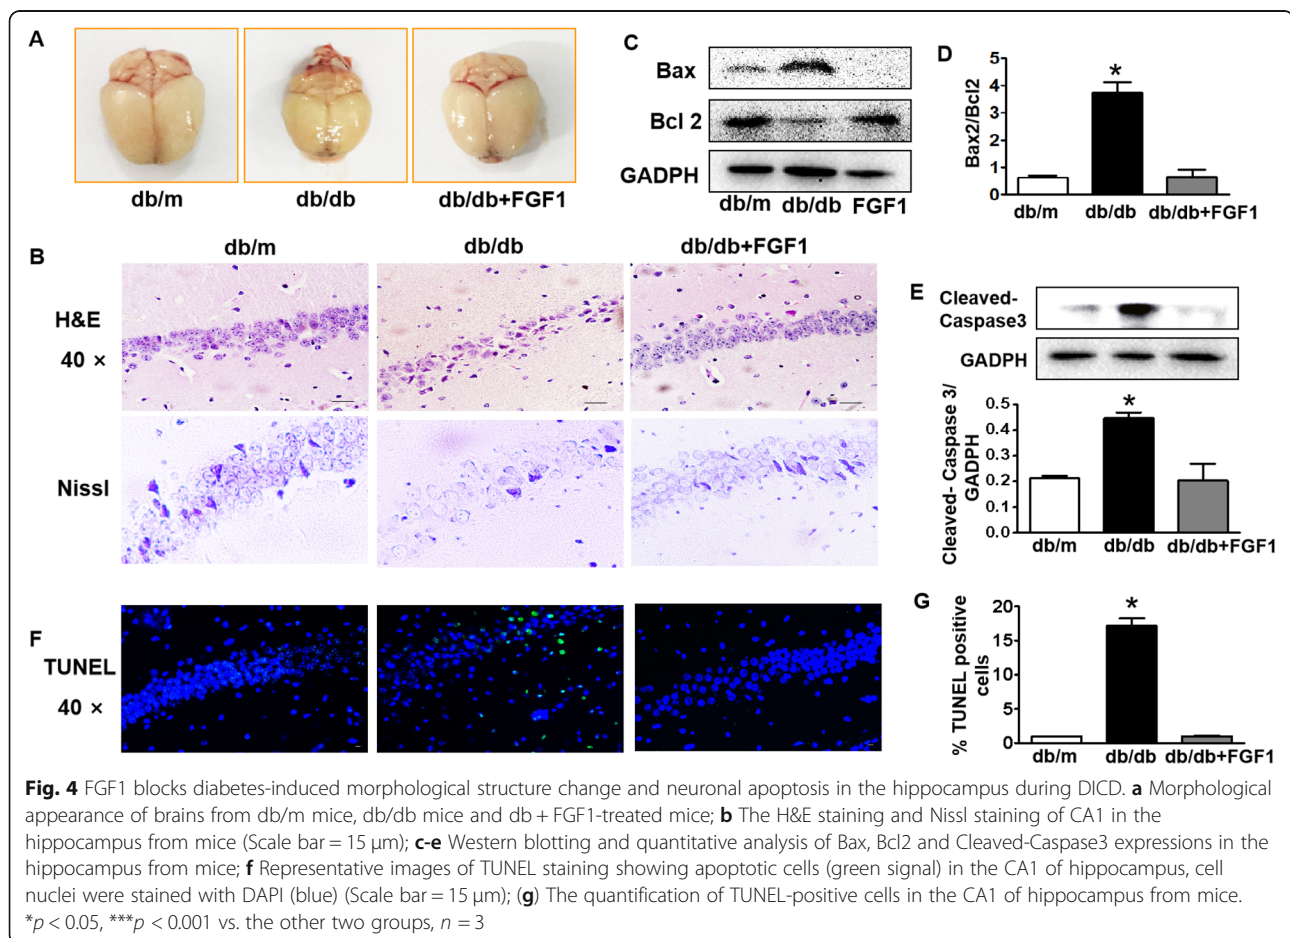 A
db/m
db/db
db/db+FGF1
B
db/m
db/db
db/db+FGF1
H&E
40 ×
Nissl
C
Bax
Bcl 2
GADPH
db/m db/db FGF1
D
Bax2/Bcl2
5
4
3
2
1
0
db/m db/db db/db+FGF1
*
E
Cleaved-
Caspase3
GADPH
Cleaved- Caspase 3/
GADPH
0.5
0.4
0.3
0.2
0.1
0.0
db/m db/db db/db+FGF1
*
F
TUNEL
40 ×
G
% TUNEL positive
cells
20
15
10
5
0
db/m db/db db/db+FGF1
*
Fig. 4 FGF1 blocks diabetes-induced morphological structure change and neuronal apoptosis in the hippocampus during DICD. a Morphological
appearance of brains from db/m mice, db/db mice and db + FGF1-treated mice; b The H&E staining and Nissl staining of CA1 in the
hippocampus from mice (Scale bar = 15 μm); c-e Western blotting and quantitative analysis of Bax, Bcl2 and Cleaved-Caspase3 expressions in the
hippocampus from mice; f Representative images of TUNEL staining showing apoptotic cells (green signal) in the CA1 of hippocampus, cell
nuclei were stained with DAPI (blue) (Scale bar = 15 μm); (g) The quantification of TUNEL-positive cells in the CA1 of hippocampus from mice.
*p < 0.05, ***p < 0.001 vs. the other two groups, n = 3